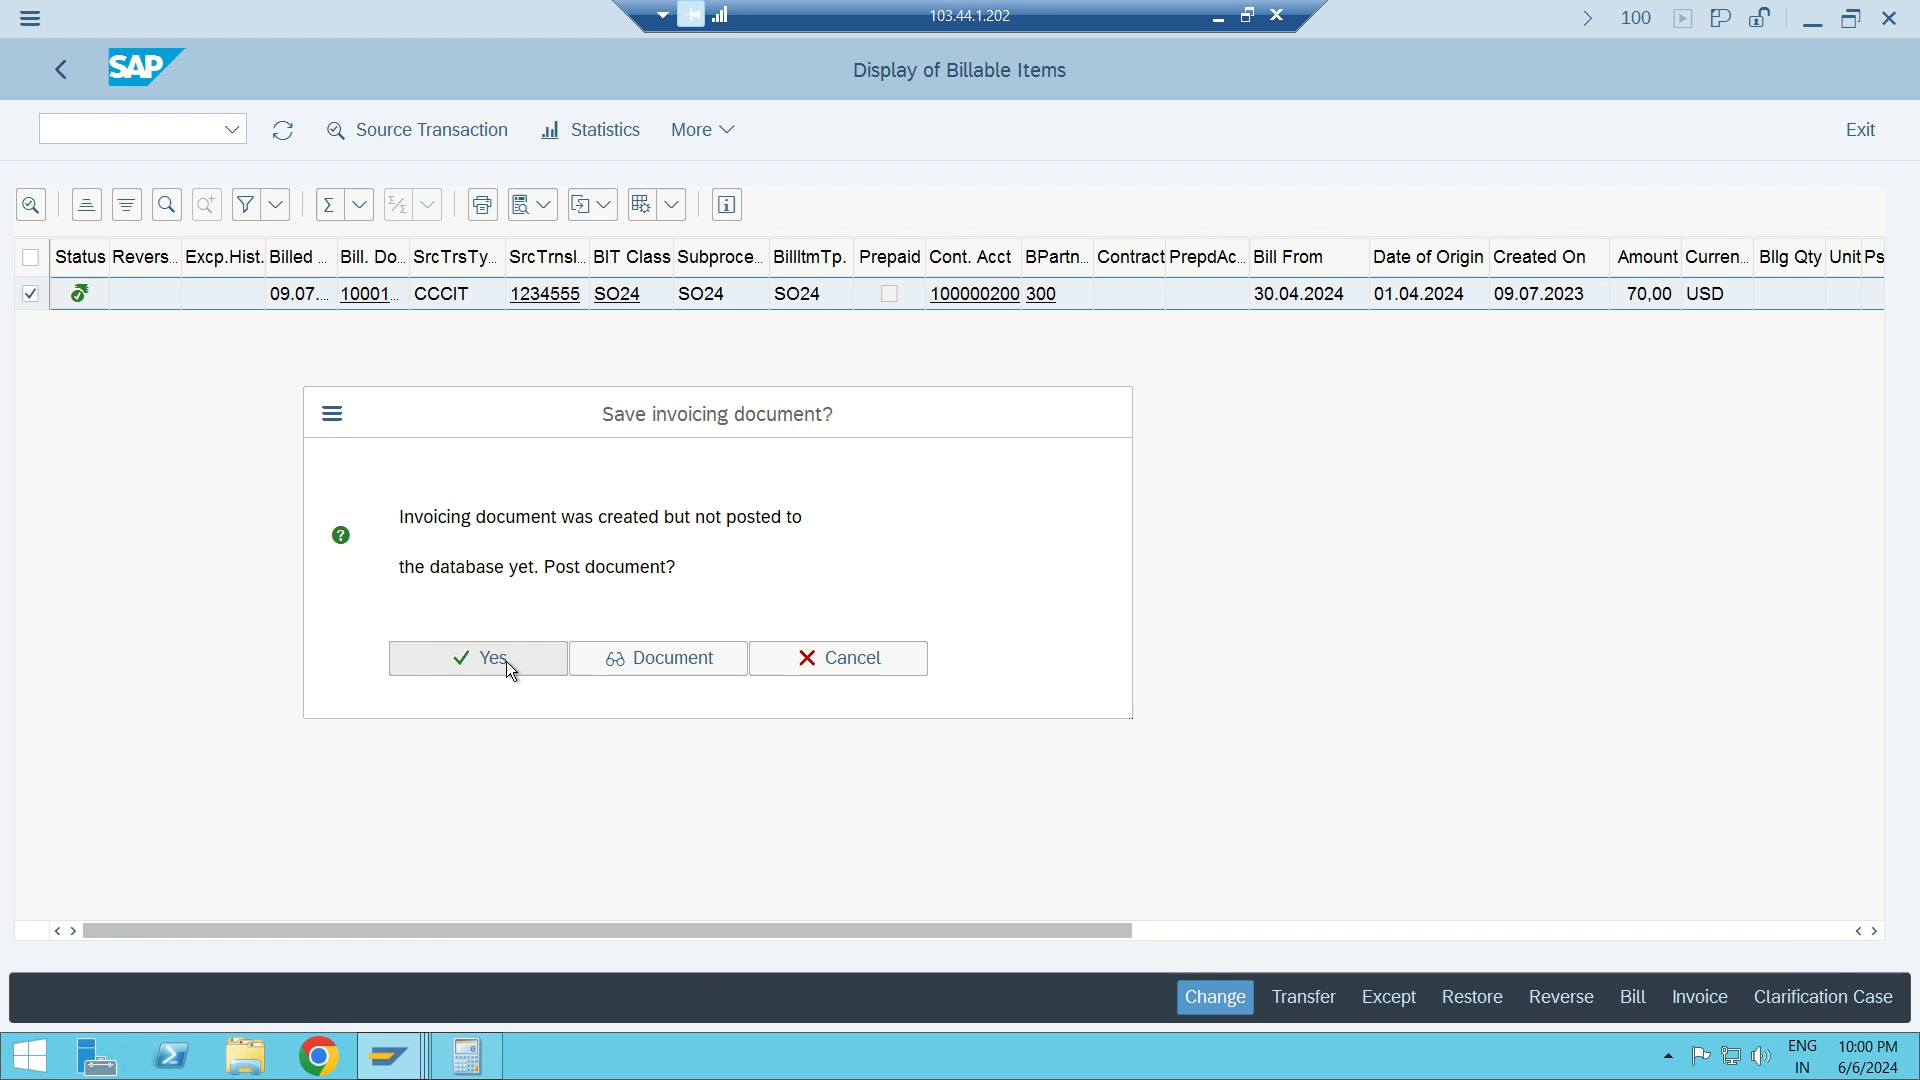 103.44.1.202
100
SAP
Display of Billable Items
Source Transaction
Statistics
More
Exit
Status Revers... Excp.Hist. Billed ... Bill. Do... SrcTrsTy... SrcTrnsl... BIT Class Subproce... BillItmTp. Prepaid Cont. Acct BPartn... Contract PrepdAc... Bill From Date of Origin Created On Amount Curren... Bllg Qty Unit Ps
09.07.... 10001... CCCIT 1234555 SO24 SO24 SO24 100000200 300 30.04.2024 01.04.2024 09.07.2023 70,00 USD
Save invoicing document?
Invoicing document was created but not posted to
the database yet. Post document?
Yes
Document
Cancel
Change Transfer Except Restore Reverse Bill Invoice Clarification Case
ENG 10:00 PM
IN 6/6/2024